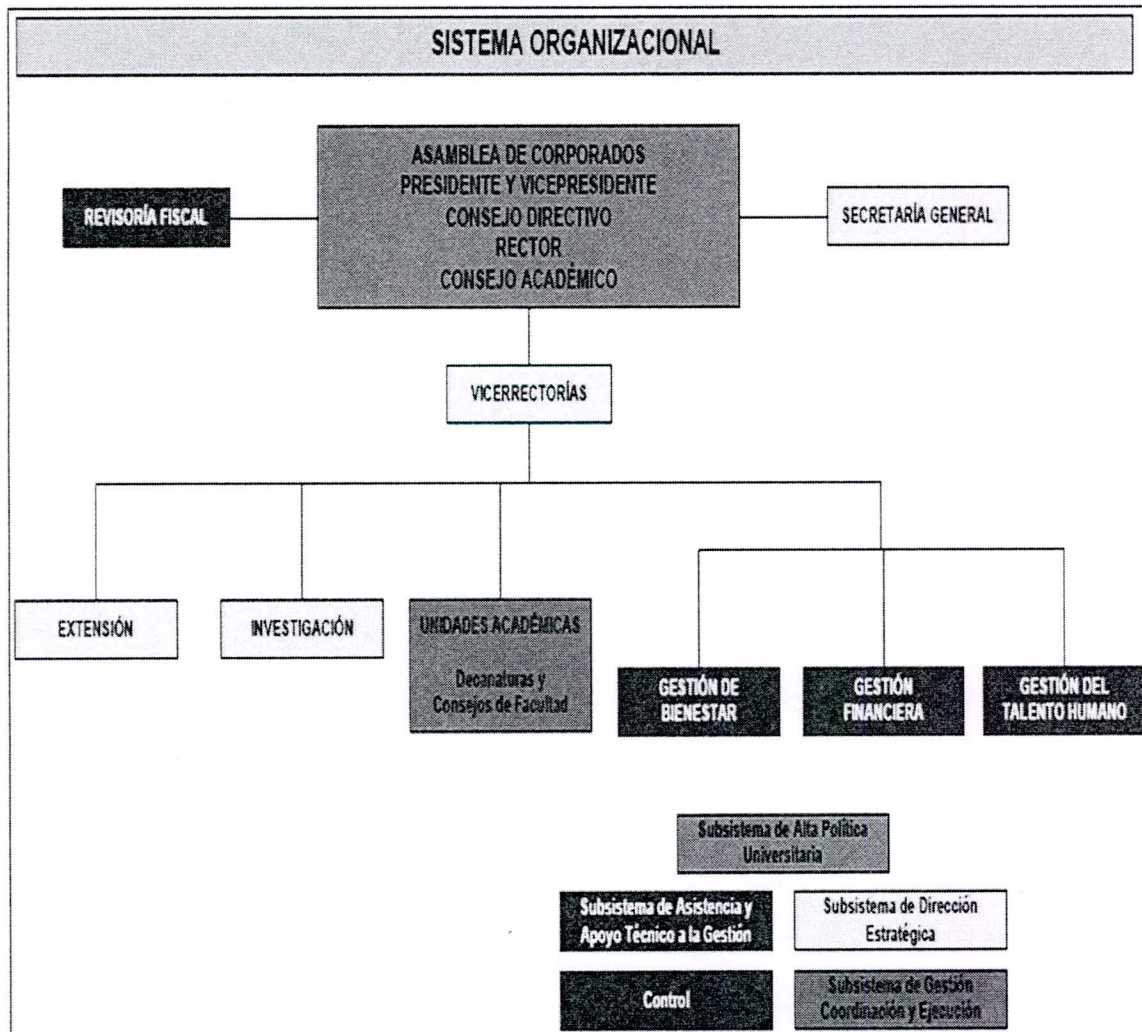 SISTEMA ORGANIZACIONAL
ASAMBLEA DE CORPORADOS
PRESIDENTE Y VICEPRESIDENTE
CONSEJO DIRECTIVO
RECTOR
CONSEJO ACADÉMICO
REVISORÍA FISCAL
SECRETARÍA GENERAL
VICERRECTORÍAS
EXTENSIÓN
INVESTIGACIÓN
UNIDADES ACADÉMICAS
Decanaturas y
Consejos de Facultad
GESTIÓN DE
BIENESTAR
GESTIÓN
FINANCIERA
GESTIÓN DEL
TALENTO HUMANO
Subsistema de Alta Política
Universitaria
Subsistema de Asistencia y
Apoyo Técnico a la Gestión
Subsistema de Dirección
Estratégica
Control
Subsistema de Gestión
Coordinación y Ejecución